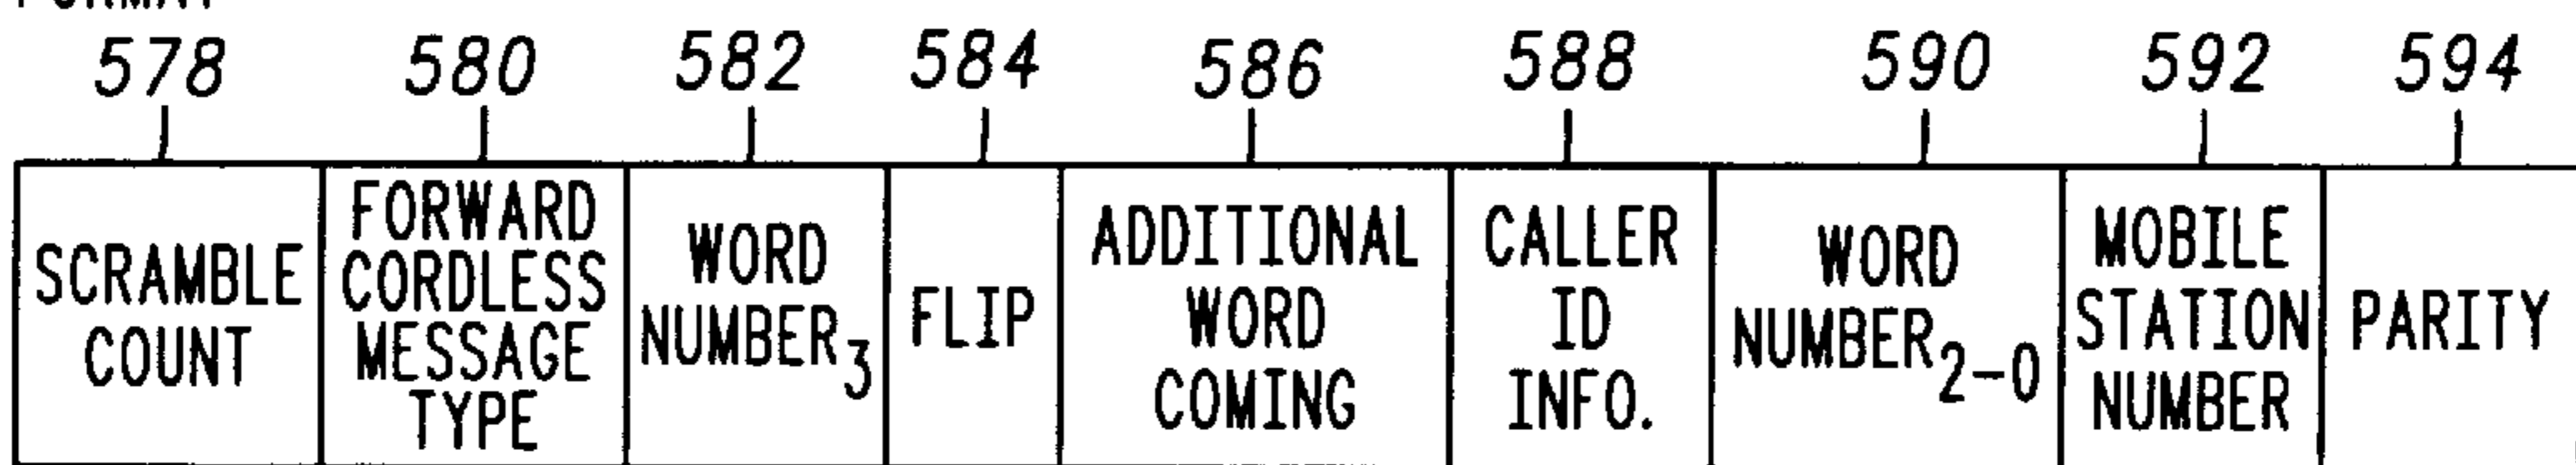 578 580 582 584 586 588 590 592 594
SCRAMBLE
COUNT
FORWARD
CORDLESS
MESSAGE
TYPE
WORD
NUMBER3
FLIP
ADDITIONAL
WORD
COMING
CALLER
ID
INFO.
WORD
NUMBER2-0
MOBILE
STATION
NUMBER
PARITY